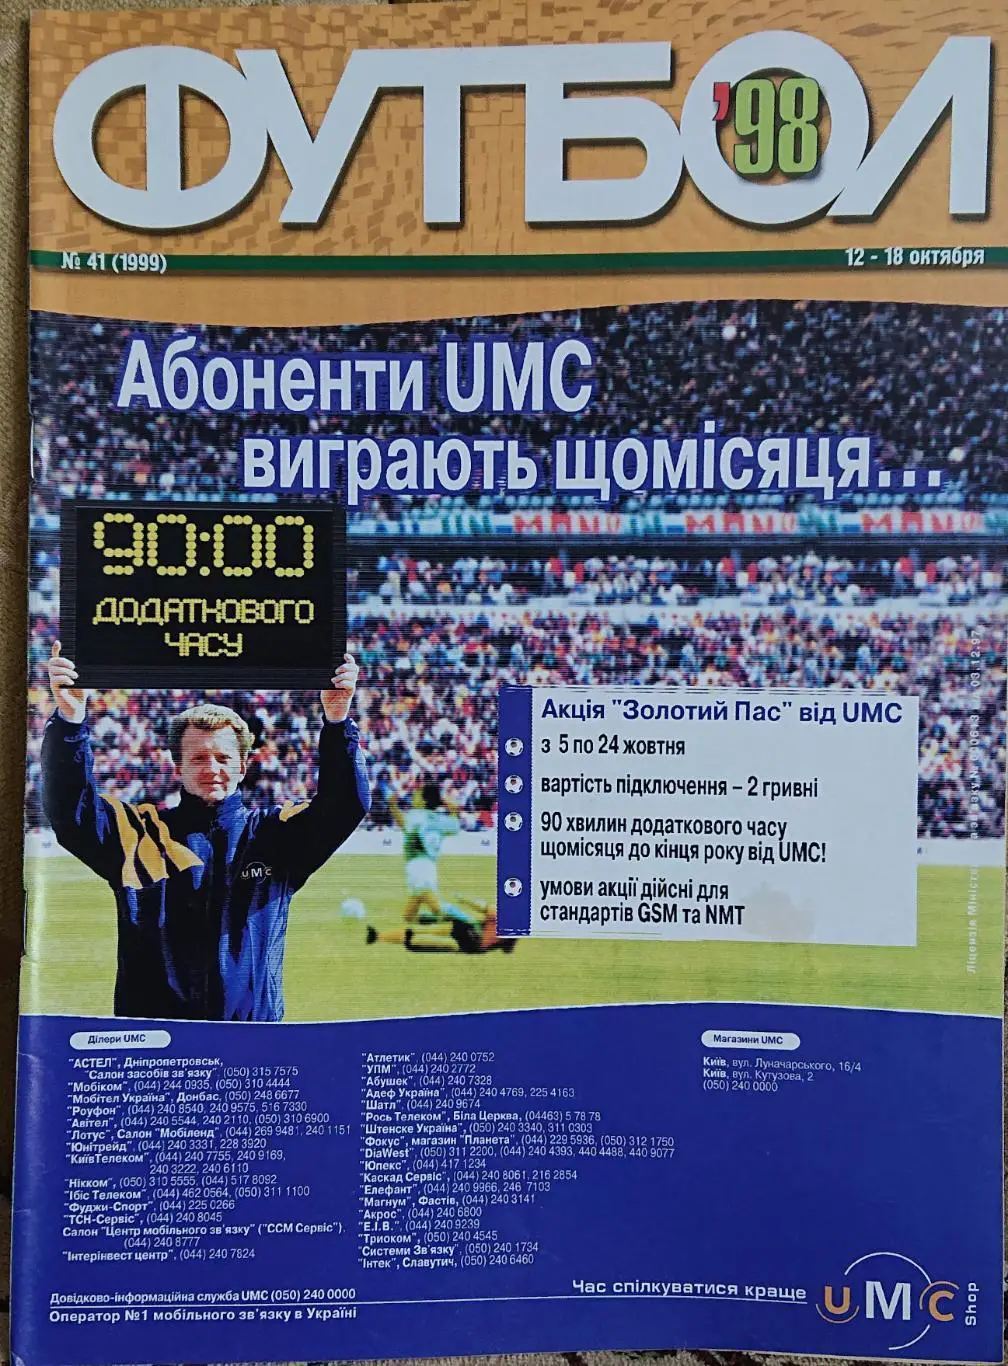 ФУТБОЛ '98
№ 41 (1999)
12 - 18 октября
Абоненти UMC
виграють щомісяця...
90:00
ДОДАТКОВОГО
ЧАСУ
Акція "Золотий Пас" від UMC
з 5 по 24 жовтня
вартість підключення – 2 гривні
90 хвилин додаткового часу
щомісяця до кінця року від UMC!
умови акції дійсні для
стандартів GSM та NMT
UMC
Ділери UMC
"АСТЕЛ", Дніпропетровськ,
"Салон засобів зв'язку", (050) 315 7575
"Мобіком", (044) 244 0935, (050) 310 4444
"Мобітел Україна", Донбас, (050) 248 6677
"Роуфон", (044) 240 8540, 240 9575, 516 7330
"Авітел", (044) 240 5544, 240 2110, (050) 310 6900
"Лотус", Салон "Мобіленд", (044) 269 9481, 240 1151
"Юнітрейд", (044) 240 3331, 228 3920
"КиївТелеком", (044) 240 7755, 240 9169,
240 3222, 240 6110
"Нікком", (050) 310 5555, (044) 517 8092
"Ібіс Телеком", (044) 462 0564, (050) 311 1100
"Фуджи-Спорт", (044) 225 0266
"ТСН-Сервіс", (044) 240 8045
Салон "Центр мобільного зв'язку" ("ССМ Сервіс"),
(044) 240 8777
"Інтерінвест центр", (044) 240 7824
"Атлетик", (044) 240 0752
"УПМ", (044) 240 2772
"Абушек", (044) 240 7328
"Адеф Україна", (044) 240 4769, 225 4163
"Шатл", (044) 240 9674
"Рось Телеком", Біла Церква, (04463) 5 78 78
"Штенске Україна", (050) 240 3340, 311 0303
"Фокус", магазин "Планета", (044) 229 5936, (050) 312 1750
"DiaWest", (050) 311 2200, (044) 240 4393, 440 4488, 440 9077
"Юпекс", (044) 417 1234
"Каскад Сервіс", (044) 240 8061, 216 2854
"Елефант", (044) 240 9966, 246 7103
"Магнум", Фастів, (044) 240 3141
"Акрос", (044) 240 6800
"Е.І.В.", (044) 240 9239
"Триоком", (050) 240 4545
"Системи Зв'язку", (050) 240 1734
"Інтек", Славутич, (050) 240 6460
Магазини UMC
Київ, вул. Луначарського, 16/4
Київ, вул. Кутузова, 2
(050) 240 0000
Довідково-інформаційна служба UMC (050) 240 0000
Оператор №1 мобільного зв'язку в Україні
Час спілкуватися краще
UMC
Shop
Ліцензія
03.12.97